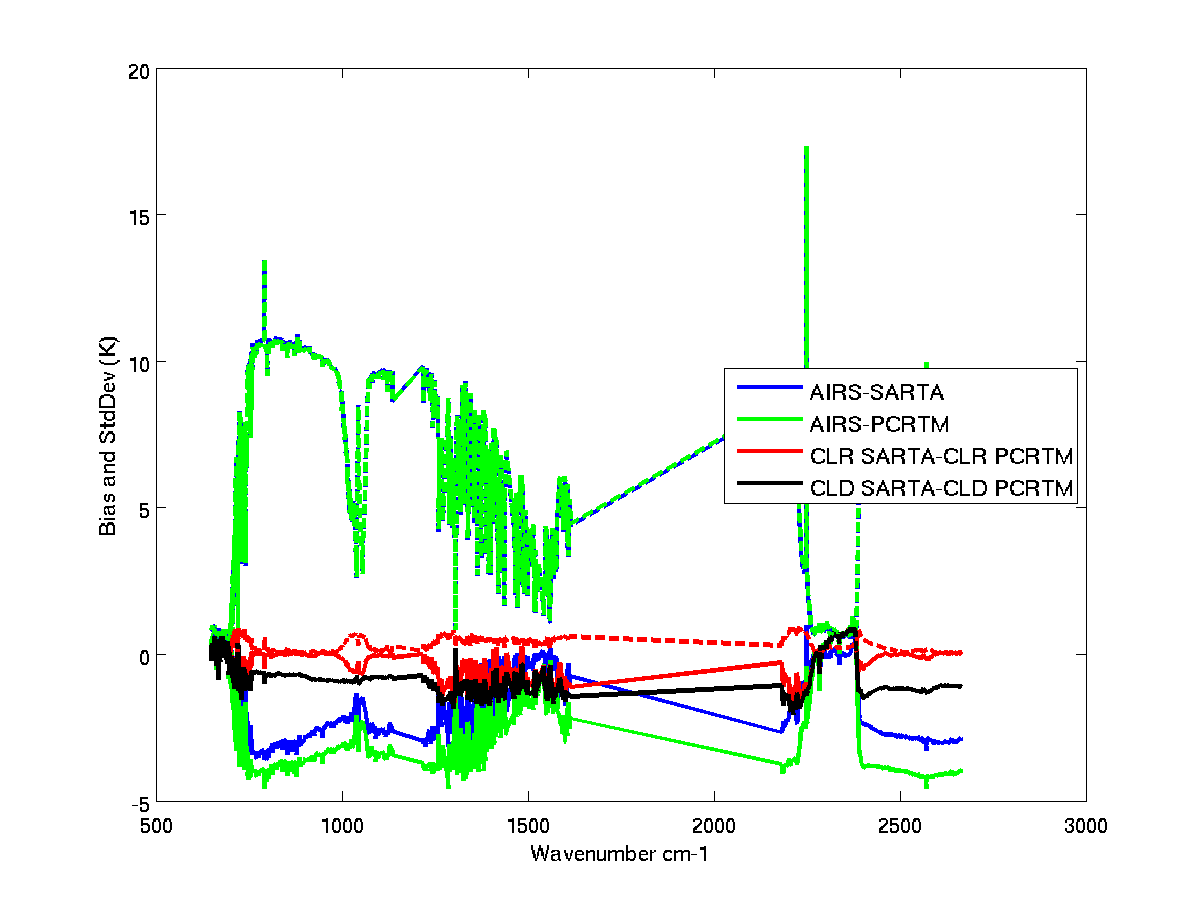 20
15
10
5
0
-5
500
1000
1500
2000
2500
3000
Bias and StdDev (K)
Wavenumber cm-1
AIRS-SARTA
AIRS-PCRTM
CLR SARTA-CLR PCRTM
CLD SARTA-CLD PCRTM